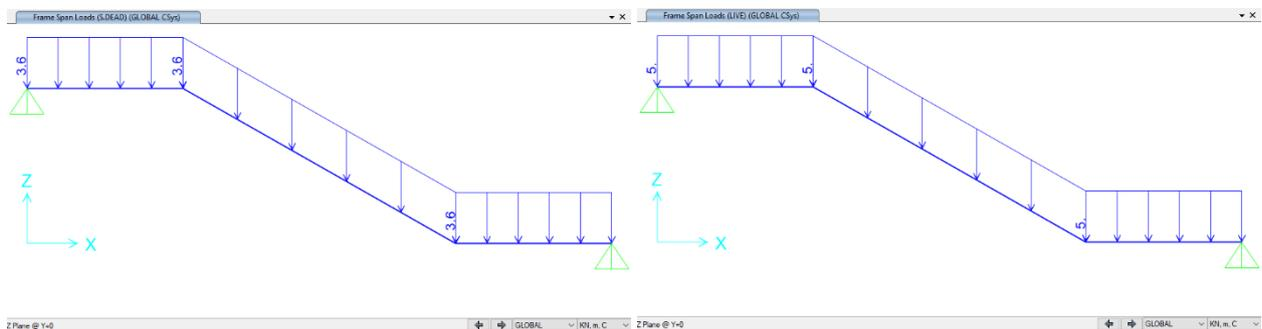 Frame Span Loads (S.DEAD) (GLOBAL CSys)
3.6
3.6
3.6
Z
X
Z Plane @ Y=0
GLOBAL
KN, m, C
Frame Span Loads (LIVE) (GLOBAL CSys)
5.
5.
5.
Z
X
Z Plane @ Y=0
GLOBAL
KN, m, C